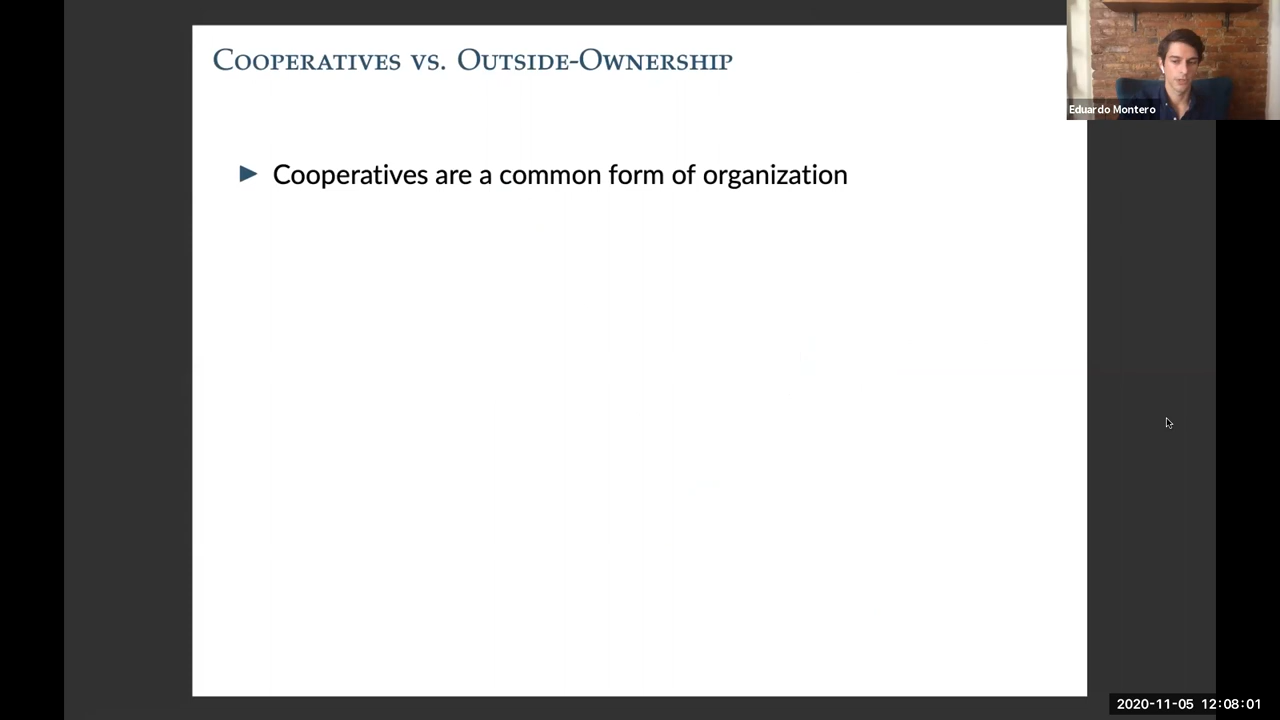 Cooperatives vs. Outside-Ownership
Eduardo Montero
Cooperatives are a common form of organization
2020-11-05 12:08:01